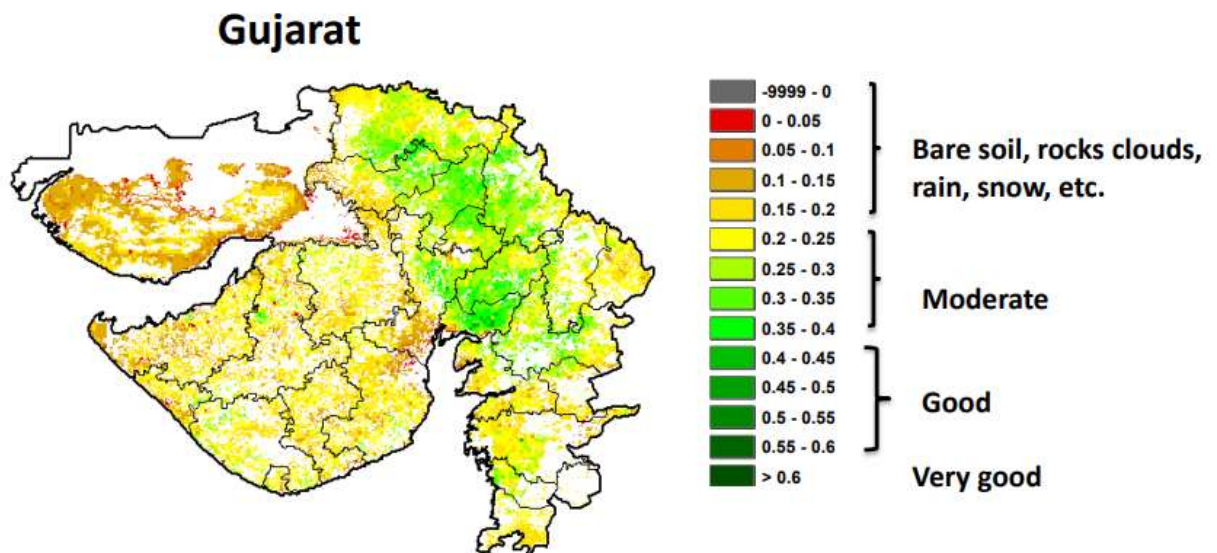 Gujarat
-9999 - 0
0 - 0.05
0.05 - 0.1
0.1 - 0.15
0.15 - 0.2
0.2 - 0.25
0.25 - 0.3
0.3 - 0.35
0.35 - 0.4
0.4 - 0.45
0.45 - 0.5
0.5 - 0.55
0.55 - 0.6
> 0.6
Bare soil, rocks clouds,
rain, snow, etc.
Moderate
Good
Very good